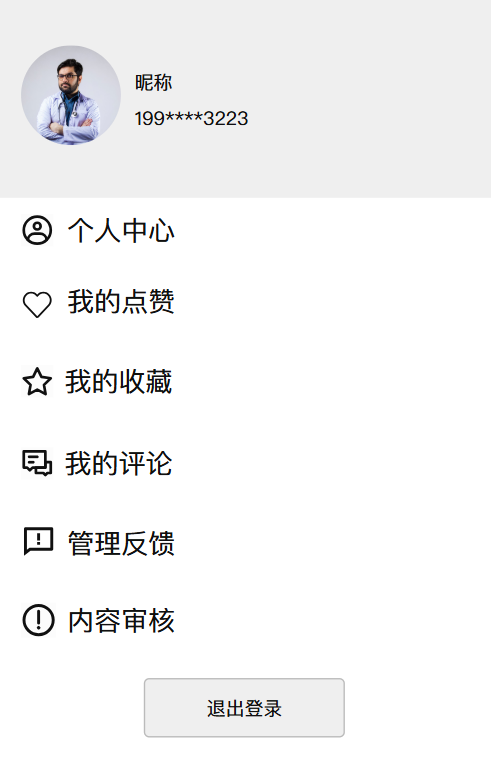 昵称
199****3223
个人中心
我的点赞
我的收藏
我的评论
管理反馈
内容审核
退出登录